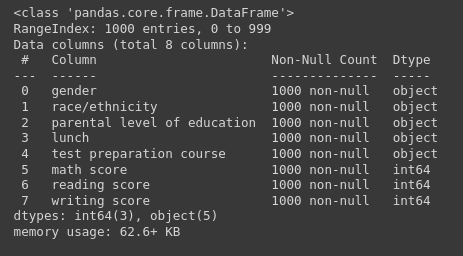 <class 'pandas.core.frame.DataFrame'>
RangeIndex: 1000 entries, 0 to 999
Data columns (total 8 columns):
 #   Column                       Non-Null Count  Dtype
---  ------                       --------------  -----
 0   gender                       1000 non-null   object
 1   race/ethnicity               1000 non-null   object
 2   parental level of education  1000 non-null   object
 3   lunch                        1000 non-null   object
 4   test preparation course      1000 non-null   object
 5   math score                   1000 non-null   int64
 6   reading score                1000 non-null   int64
 7   writing score                1000 non-null   int64
dtypes: int64(3), object(5)
memory usage: 62.6+ KB